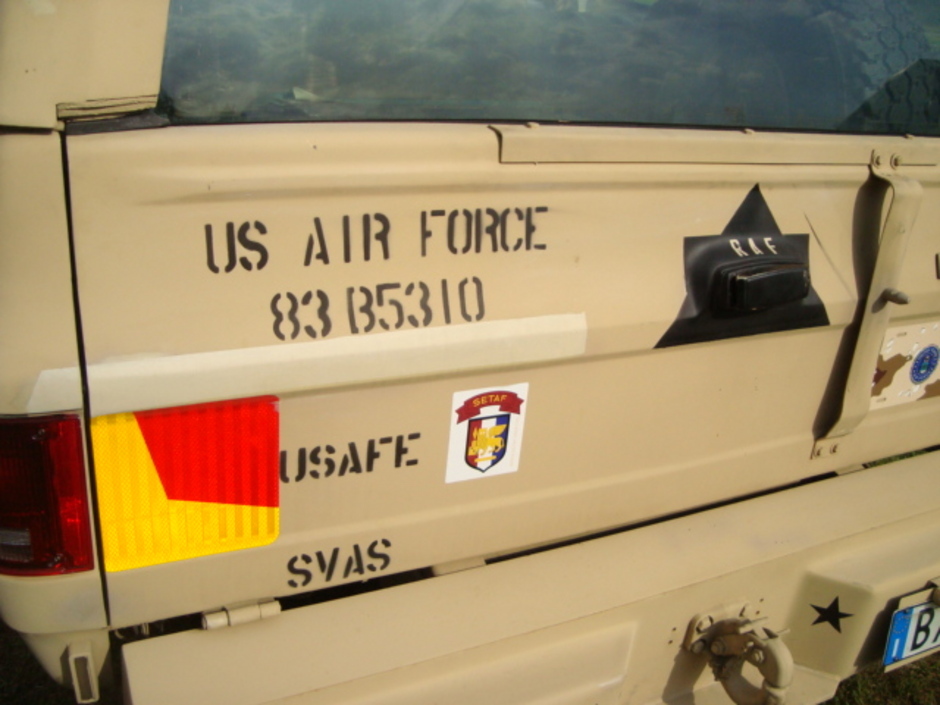 US AIR FORCE
83 B5310
RAF
USAFE
SETAF
SVAS